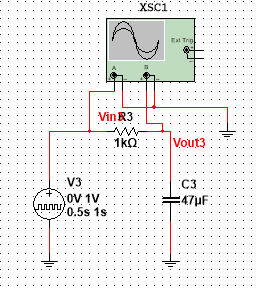 XSC1
Ext Trig
+
-
A
B
+
-
+
-
Vin3
R3
1kΩ
Vout3
V3
0V 1V
0.5s 1s
C3
47µF